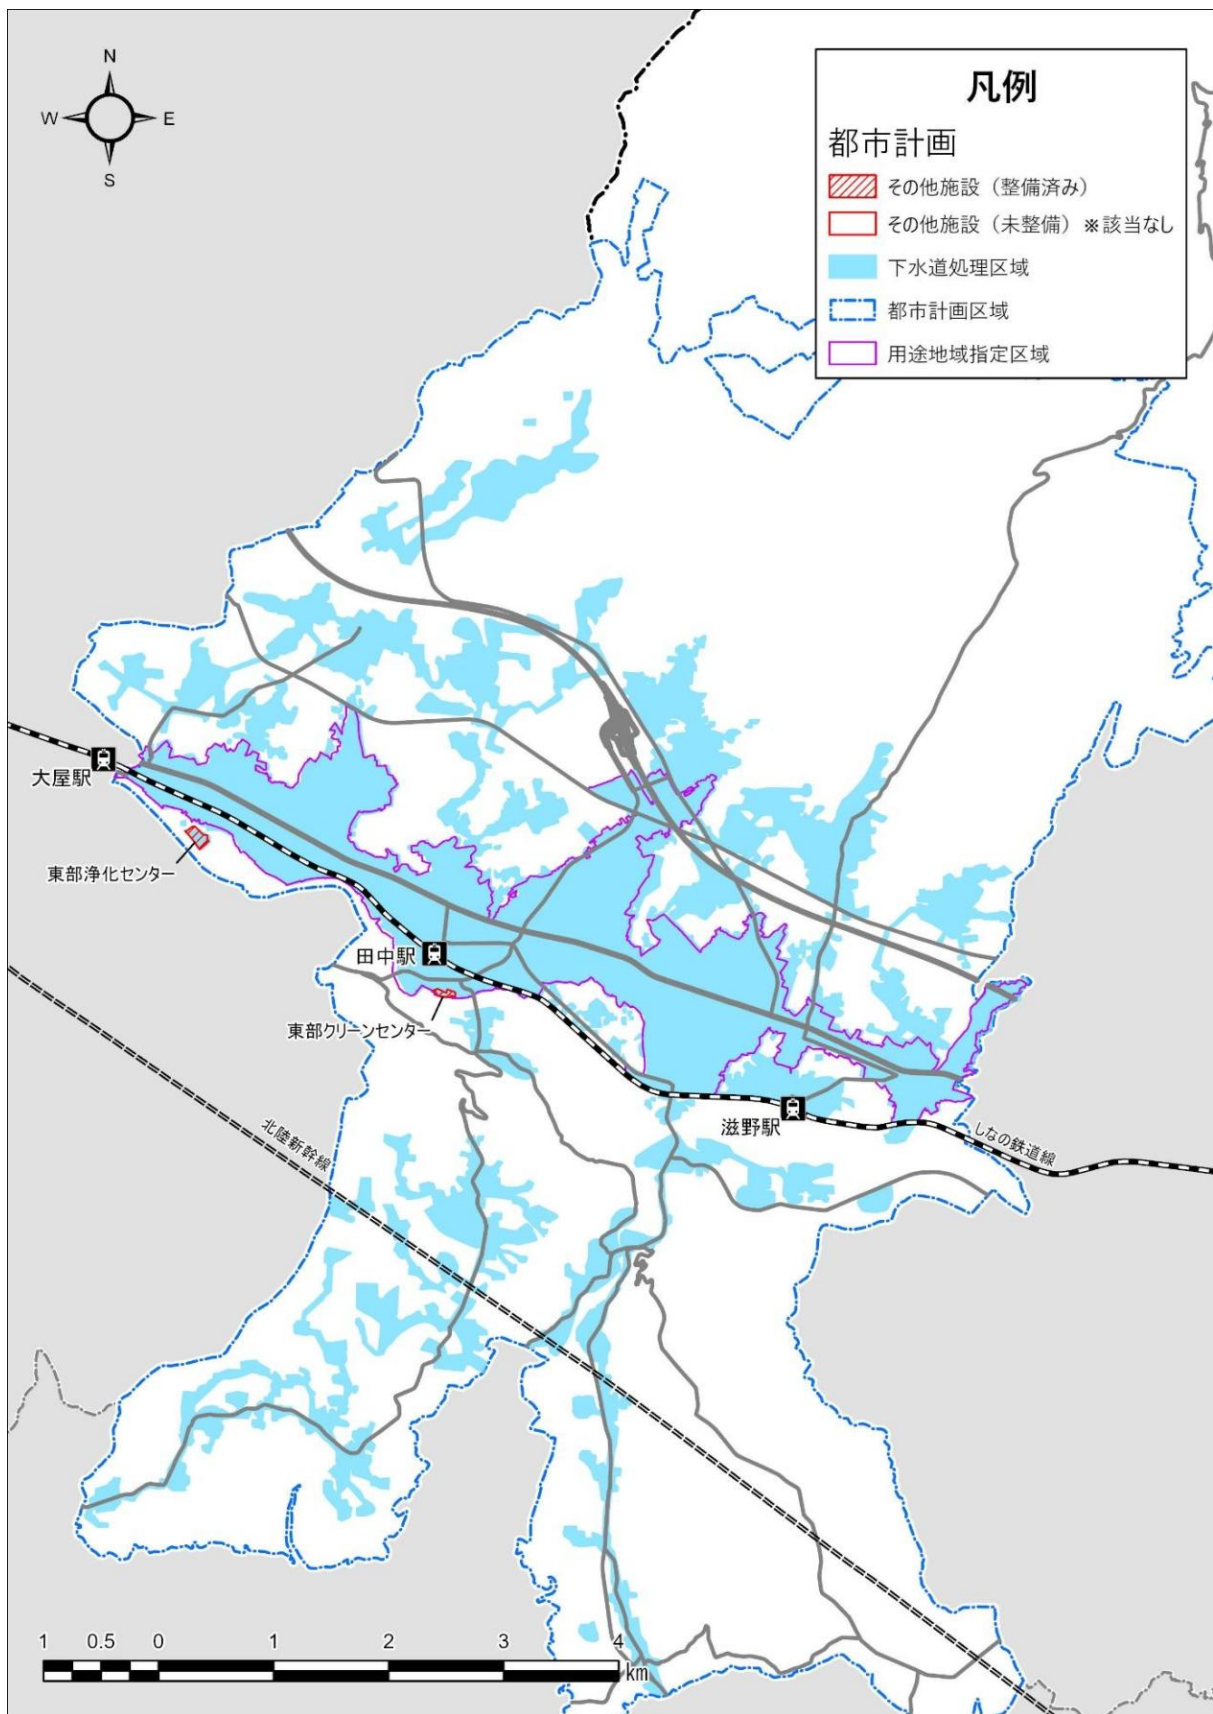 N
W
E
S
凡例
都市計画
その他施設（整備済み）
その他施設（未整備）※該当なし
下水道処理区域
都市計画区域
用途地域指定区域
大屋駅
東部浄化センター
田中駅
東部クリーンセンター
滋野駅
しなの鉄道線
北陸新幹線
1 0.5 0 1 2 3 4
km